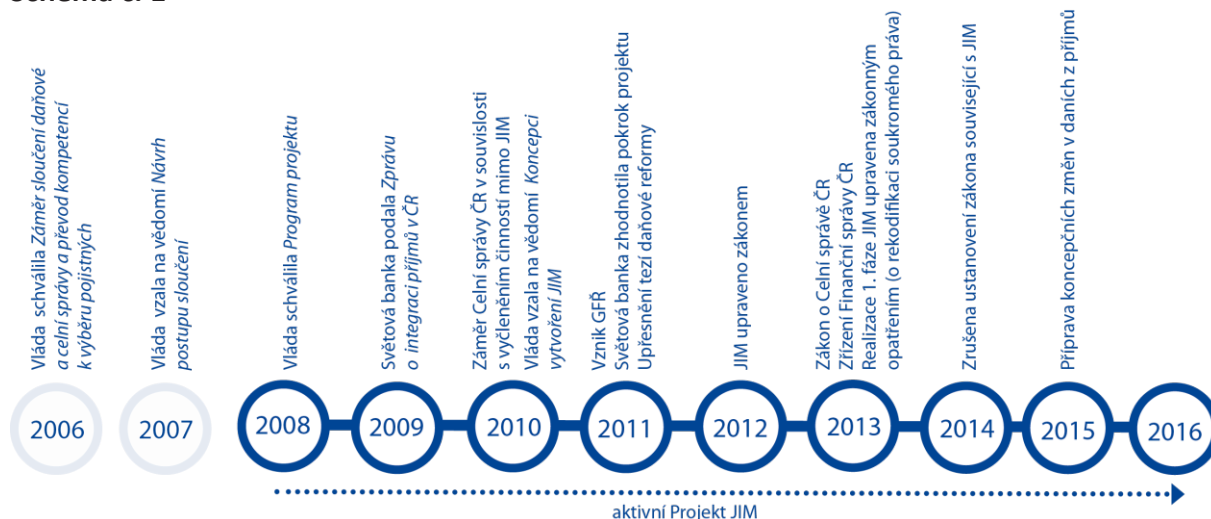 Vláda schválila Záměr sloučení daňové
a celní správy a převod kompetencí
k výběru pojistných
Vláda vzala na vědomí Návrh
postupu sloučení
Vláda schválila Program projektu
Světová banka podala Zprávu
o integraci příjmů v ČR
Záměr Celní správy ČR v souvislosti
s vyčleněním činností mimo JIM
Vláda vzala na vědomí Koncepci
vytvoření JIM
Vznik GFŘ
Světová banka zhodnotila pokrok projektu
Upřesnění tezí daňové reformy
JIM upraveno zákonem
Zákon o Celní správě ČR
Zřízení Finanční správy ČR
Realizace 1. fáze JIM upravena zákonným
opatřením (o rekodifikaci soukromého práva)
Zrušena ustanovení zákona související s JIM
Příprava koncepčních změn v daních z příjmů
2006
2007
2008
2009
2010
2011
2012
2013
2014
2015
2016
aktivní Projekt JIM